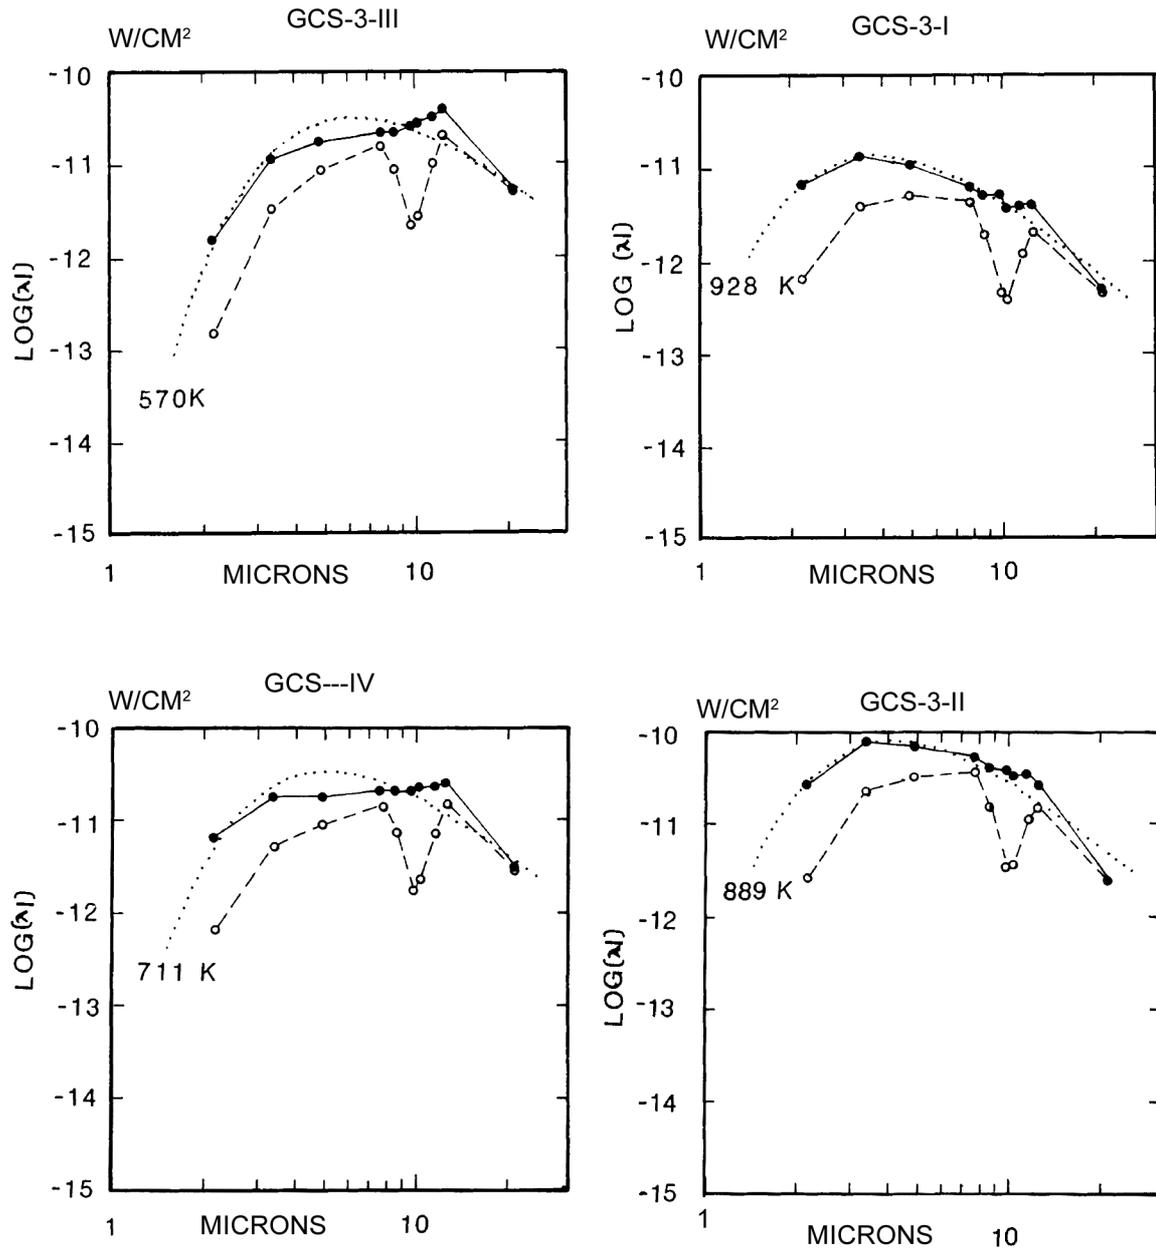 GCS-3-III
W/CM²
-10
-11
-12
-13
-14
-15
LOG(λI)
570K
1 MICRONS 10
GCS-3-I
W/CM²
-10
-11
-12
-13
-14
-15
LOG (λI)
928 K
1 MICRONS 10
GCS---IV
W/CM²
-10
-11
-12
-13
-14
-15
LOG(λI)
711 K
1 MICRONS 10
GCS-3-II
W/CM²
-10
-11
-12
-13
-14
-15
LOG(λI)
889 K
1 MICRONS 10